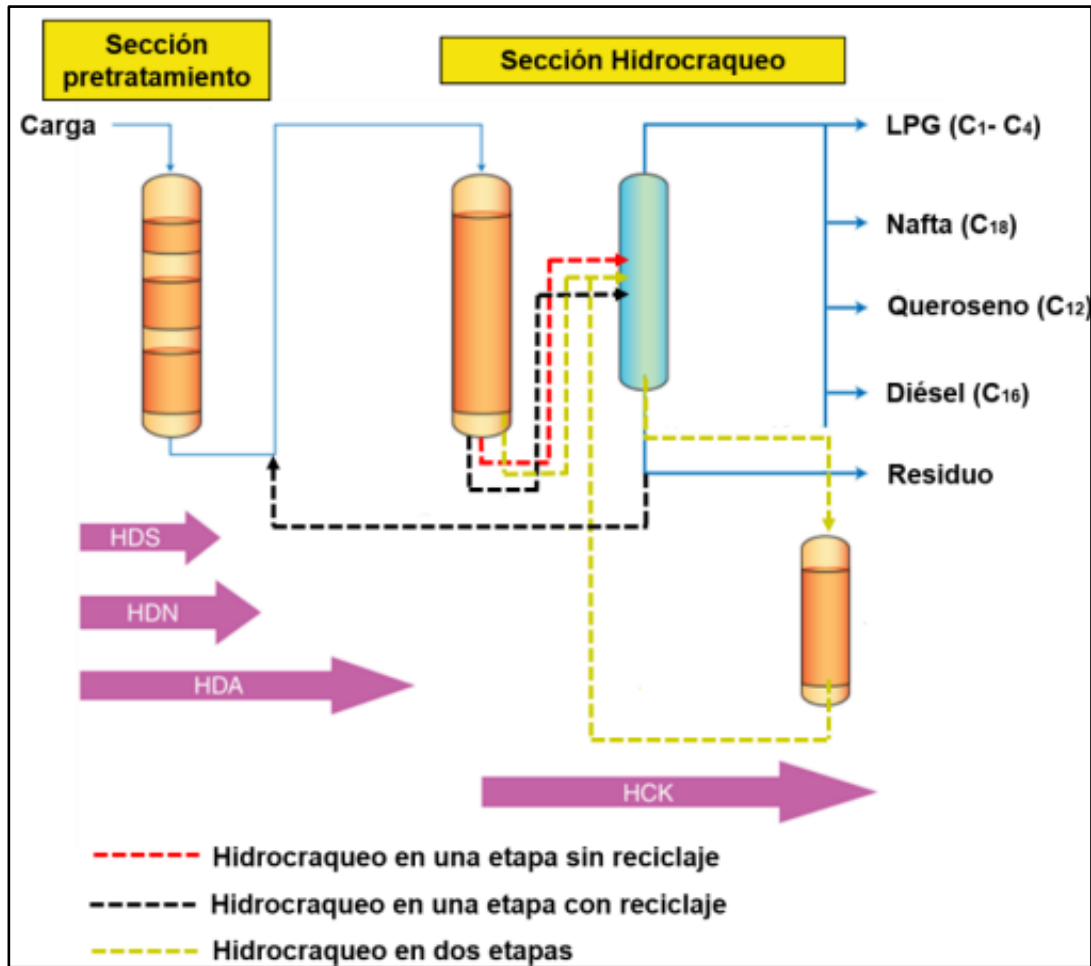 Sección
pretratamiento
Sección Hidrocraqueo
Carga
LPG (C₁- C₄)
Nafta (C₁₈)
Queroseno (C₁₂)
Diésel (C₁₆)
Residuo
HDS
HDN
HDA
HCK
Hidrocraqueo en una etapa sin reciclaje
Hidrocraqueo en una etapa con reciclaje
Hidrocraqueo en dos etapas